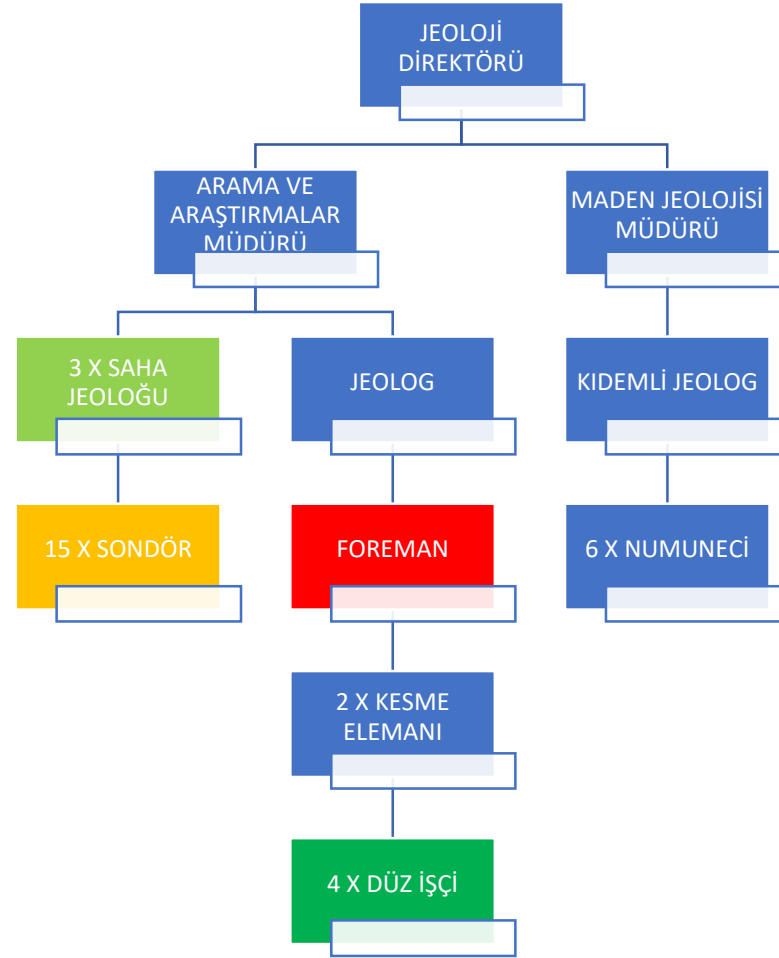 JEOLOJİ
DİREKTÖRÜ
ARAMA VE
ARAŞTIRMALAR
MÜDÜRÜ
MADEN JEOLOJİSİ
MÜDÜRÜ
3 X SAHA
JEOLOĞU
JEOLOG
KIDEMLİ JEOLOG
15 X SONDÖR
FOREMAN
6 X NUMUNECİ
2 X KESME
ELEMANI
4 X DÜZ İŞÇİ